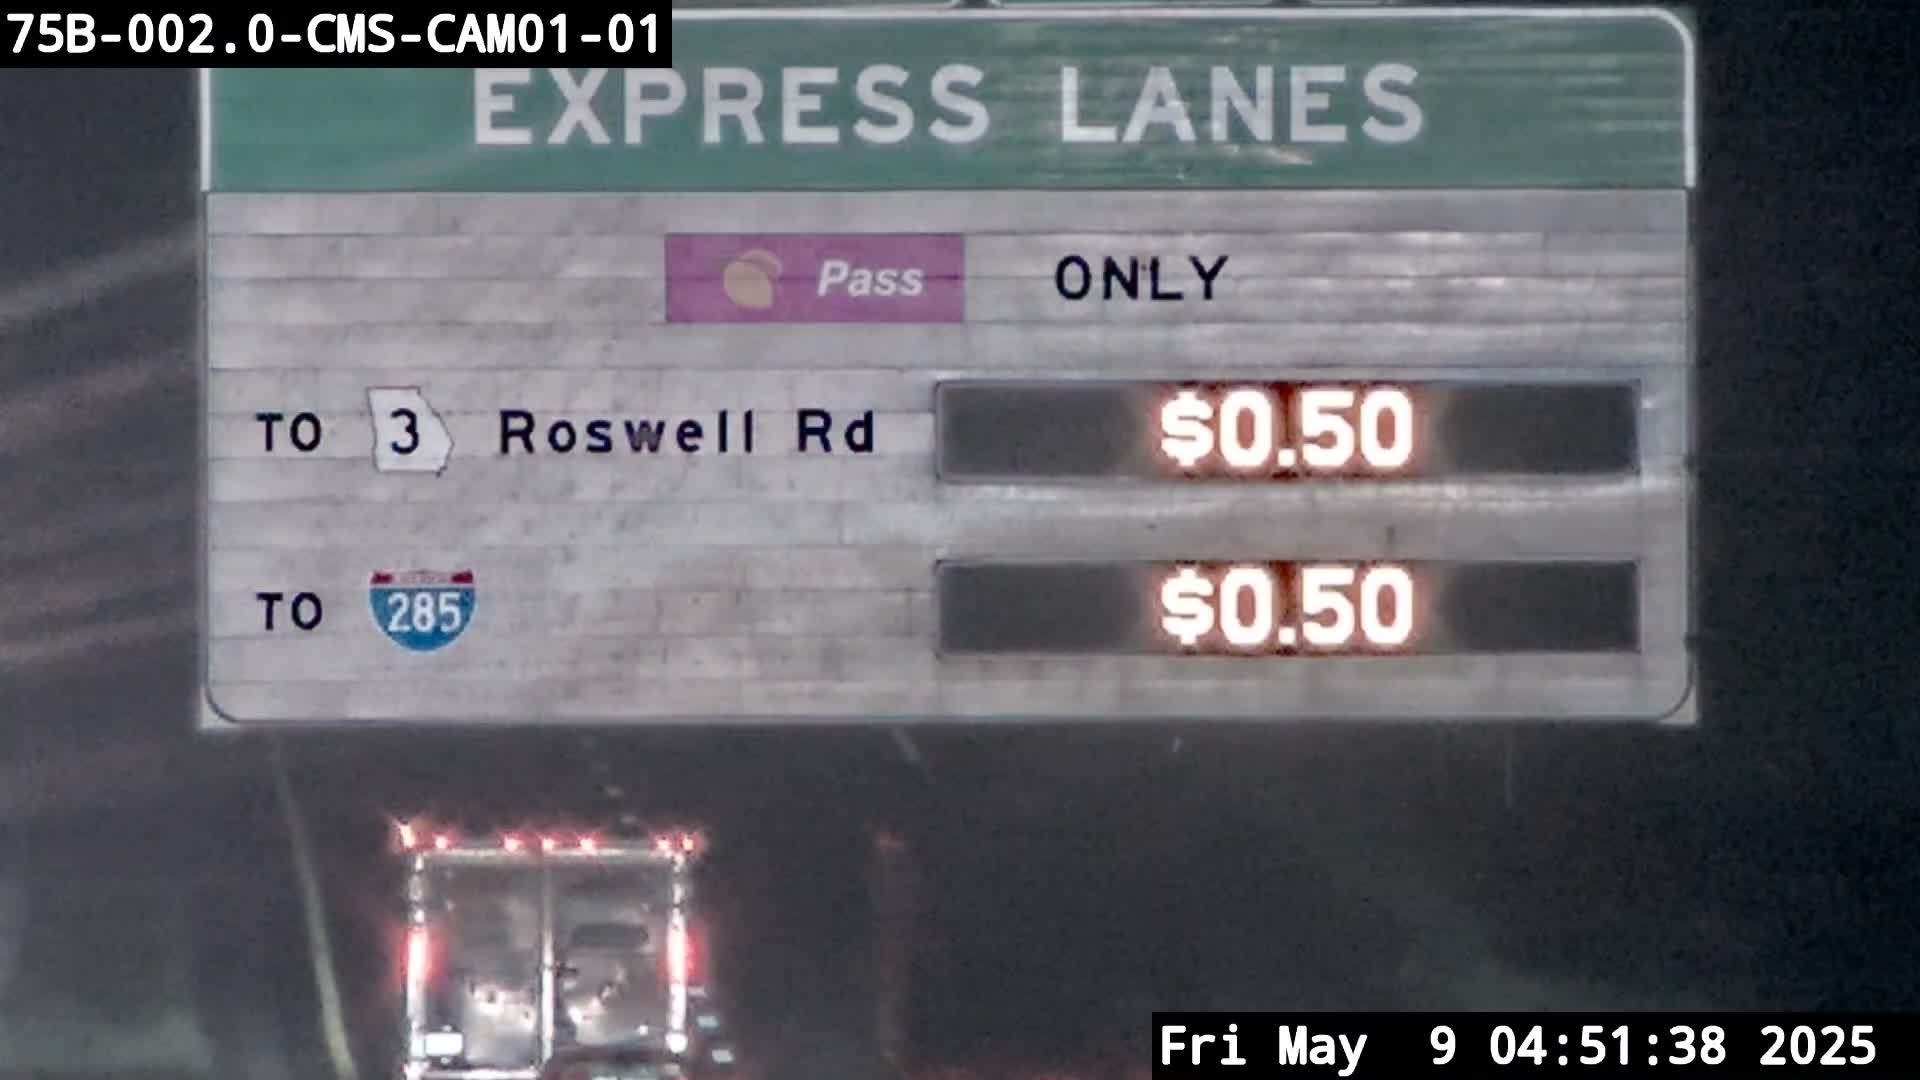 75B-002.0-CMS-CAM01-01
EXPRESS LANES
Pass ONLY
TO 3 Roswell Rd $0.50
TO 285 $0.50
Fri May 9 04:51:38 2025